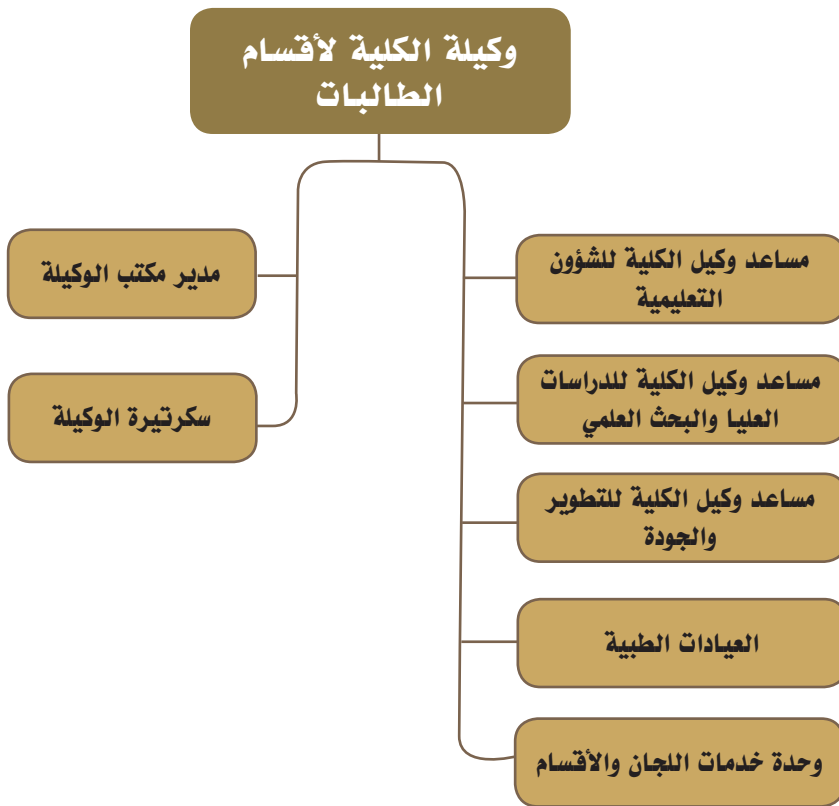 وكيلة الكلية لأقسام
الطالبات
مساعد وكيل الكلية للشؤون
التعليمية
مساعد وكيل الكلية للدراسات
العليا والبحث العلمي
مساعد وكيل الكلية للتطوير
والجودة
العيادات الطبية
وحدة خدمات اللجان والأقسام
مدير مكتب الوكيلة
سكرتيرة الوكيلة